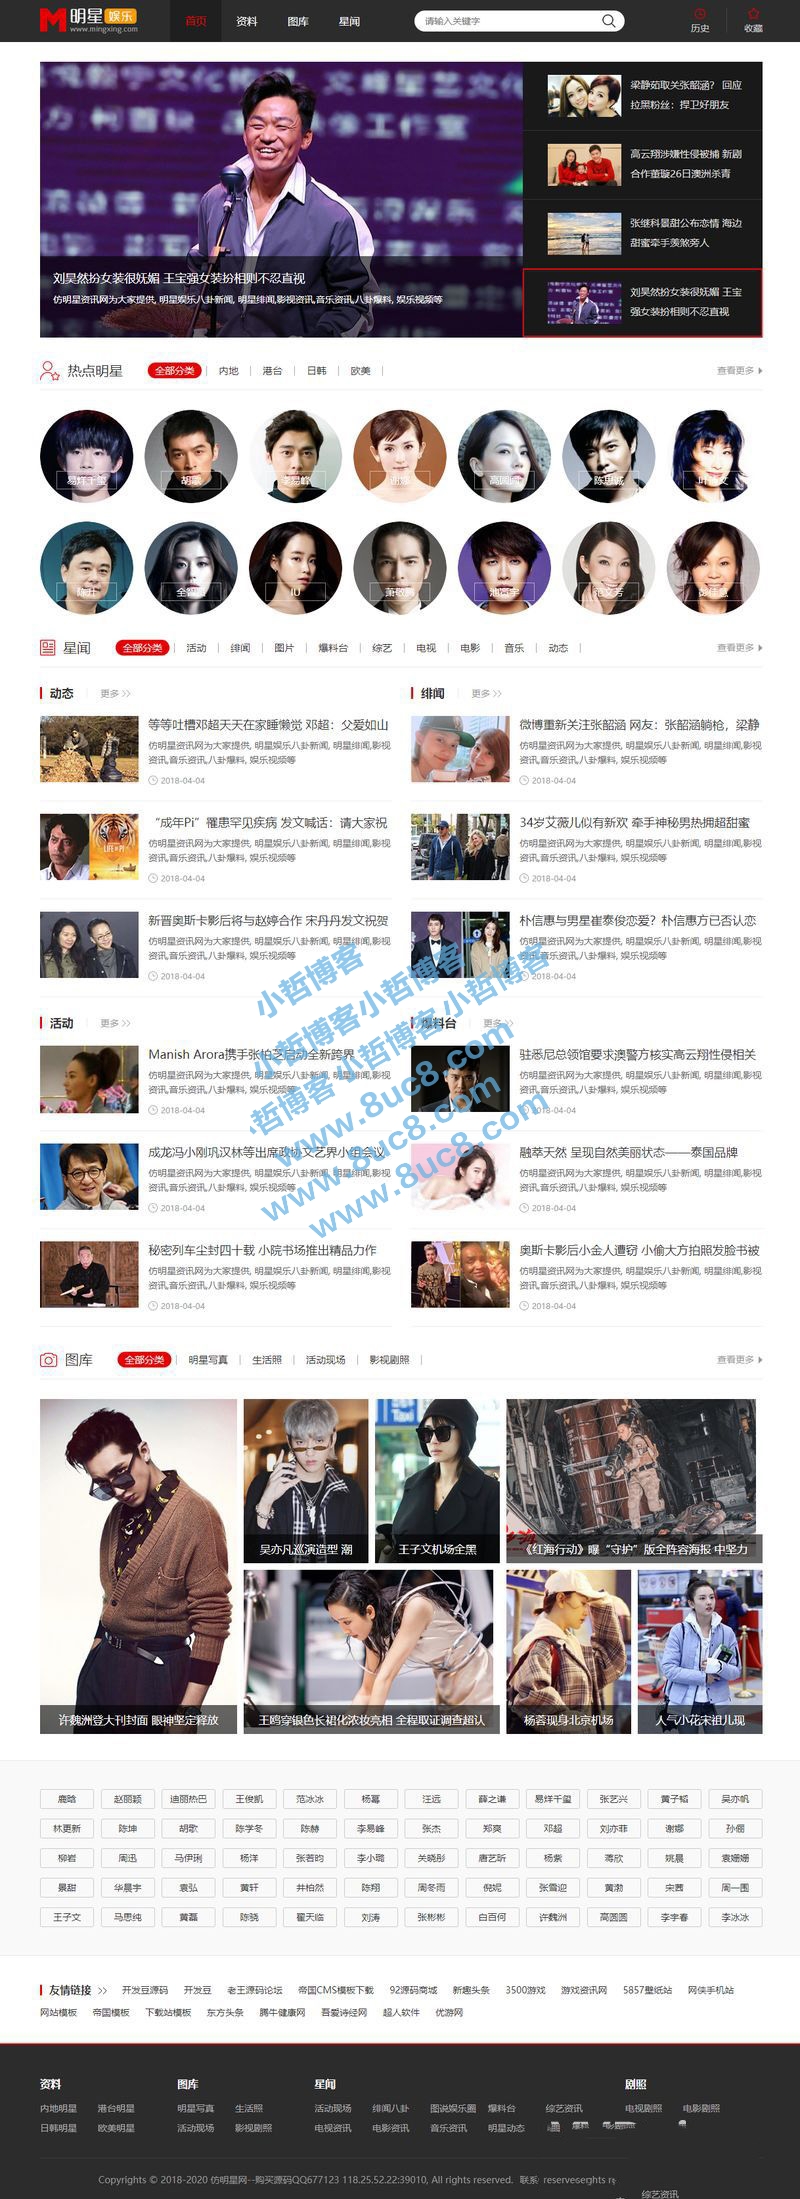 明星 娱乐
www.mingxing.com
首页 资料 图库 星闻
请输入关键字
历史 收藏
梁静茹取关张韶涵？ 回应
拉黑粉丝：捍卫好朋友
高云翔涉嫌性侵被捕 新剧
合作董璇26日澳洲杀青
张继科景甜公布恋情 海边
甜蜜牵手羡煞旁人
刘昊然扮女装很妖媚 王宝
强女装扮相则不忍直视
刘昊然扮女装很妖媚 王宝强女装扮相则不忍直视
仿明星资讯网为大家提供, 明星娱乐八卦新闻, 明星绯闻,影视资讯,音乐资讯,八卦爆料, 娱乐视频等
热点明星 全部分类 内地 港台 日韩 欧美 查看更多
易烊千玺 胡歌 李易峰 谢娜 高圆圆 陈思诚
陈升 全智贤 IU 萧敬腾 池昌宇 范文芳 彭佳慧
星闻 全部分类 活动 绯闻 图片 爆料台 综艺 电视 电影 音乐 动态 查看更多
动态 更多
等等吐槽邓超天天在家睡懒觉 邓超：父爱如山
仿明星资讯网为大家提供, 明星娱乐八卦新闻, 明星绯闻,影视
资讯,音乐资讯,八卦爆料, 娱乐视频等
2018-04-04
“成年Pi”罹患罕见疾病 发文喊话：请大家祝
仿明星资讯网为大家提供, 明星娱乐八卦新闻, 明星绯闻,影视
资讯,音乐资讯,八卦爆料, 娱乐视频等
2018-04-04
新晋奥斯卡影后将与赵婷合作 宋丹丹发文祝贺
仿明星资讯网为大家提供, 明星娱乐八卦新闻, 明星绯闻,影视
资讯,音乐资讯,八卦爆料, 娱乐视频等
2018-04-04
绯闻 更多
微博重新关注张韶涵 网友：张韶涵躺枪，梁静
仿明星资讯网为大家提供, 明星娱乐八卦新闻, 明星绯闻,影视
资讯,音乐资讯,八卦爆料, 娱乐视频等
2018-04-04
34岁艾薇儿似有新欢 牵手神秘男热拥超甜蜜
仿明星资讯网为大家提供, 明星娱乐八卦新闻, 明星绯闻,影视
资讯,音乐资讯,八卦爆料, 娱乐视频等
2018-04-04
朴信惠与男星崔泰俊恋爱？朴信惠方已否认恋
仿明星资讯网为大家提供, 明星娱乐八卦新闻, 明星绯闻,影视
资讯,音乐资讯,八卦爆料, 娱乐视频等
2018-04-04
活动 更多
Manish Arora携手张柏芝启动全新跨界
仿明星资讯网为大家提供, 明星娱乐八卦新闻, 明星绯闻,影视
资讯,音乐资讯,八卦爆料, 娱乐视频等
2018-04-04
成龙冯小刚巩汉林等出席政协文艺界小组会议
仿明星资讯网为大家提供, 明星娱乐八卦新闻, 明星绯闻,影视
资讯,音乐资讯,八卦爆料, 娱乐视频等
2018-04-04
秘密列车尘封四十载 小院书场推出精品力作
仿明星资讯网为大家提供, 明星娱乐八卦新闻, 明星绯闻,影视
资讯,音乐资讯,八卦爆料, 娱乐视频等
2018-04-04
爆料台 更多
驻悉尼总领馆要求澳警方核实高云翔性侵相关
仿明星资讯网为大家提供, 明星娱乐八卦新闻, 明星绯闻,影视
资讯,音乐资讯,八卦爆料, 娱乐视频等
2018-04-04
融萃天然 呈现自然美丽状态——泰国品牌
仿明星资讯网为大家提供, 明星娱乐八卦新闻, 明星绯闻,影视
资讯,音乐资讯,八卦爆料, 娱乐视频等
2018-04-04
奥斯卡影后小金人遭窃 小偷大方拍照发脸书被
仿明星资讯网为大家提供, 明星娱乐八卦新闻, 明星绯闻,影视
资讯,音乐资讯,八卦爆料, 娱乐视频等
2018-04-04
小哲博客
小哲博客小哲博客
哲博客 小哲博客小哲博客
www.8uc8.com
www.8uc8.com
www.8uc8.com
图库 全部分类 明星写真 生活照 活动现场 影视剧照 查看更多
吴亦凡巡演造型 潮 王子文机场全黑 《红海行动》曝“守护”版全阵容海报 中坚力
许魏洲登大刊封面 眼神坚定释放 王鸥穿银色长裙化浓妆亮相 全程取证调查超认 杨蓉现身北京机场 人气小花宋祖儿现
鹿晗 赵丽颖 迪丽热巴 王俊凯 范冰冰 杨幂 汪远 薛之谦 易烊千玺 张艺兴 黄子韬 吴亦帆
林更新 陈坤 胡歌 陈学冬 陈赫 李易峰 张杰 郑爽 邓超 刘亦菲 谢娜 孙俪
柳岩 周迅 马伊琍 杨洋 张若昀 李小璐 关晓彤 唐艺昕 杨紫 蒋欣 姚晨 袁姗姗
景甜 华晨宇 袁弘 黄轩 井柏然 陈翔 周冬雨 倪妮 张雪迎 黄渤 宋茜 周一围
王子文 马思纯 黄磊 陈骁 翟天临 刘涛 张彬彬 白百何 许魏洲 高圆圆 李宇春 李冰冰
友情链接 开发豆源码 开发豆 老王源码论坛 帝国CMS模板下载 92源码商城 新趣头条 3500游戏 游戏资讯网 5857壁纸站 网侠手机站
网站模板 帝国模板 下载站模板 东方头条 腾牛健康网 吾爱诗经网 超人软件 优游网
资料 图库 星闻 剧照
内地明星 港台明星 明星写真 生活照 活动现场 绯闻八卦 图说娱乐圈 爆料台 综艺资讯 电视剧照 电影剧照
日韩明星 欧美明星 活动现场 影视剧照 电视资讯 电影资讯 音乐资讯 明星动态
Copyrights © 2018-2020 仿明星网--购买源码QQ677123 118.25.52.22:39010, All rights reserved. 联系
综艺资讯